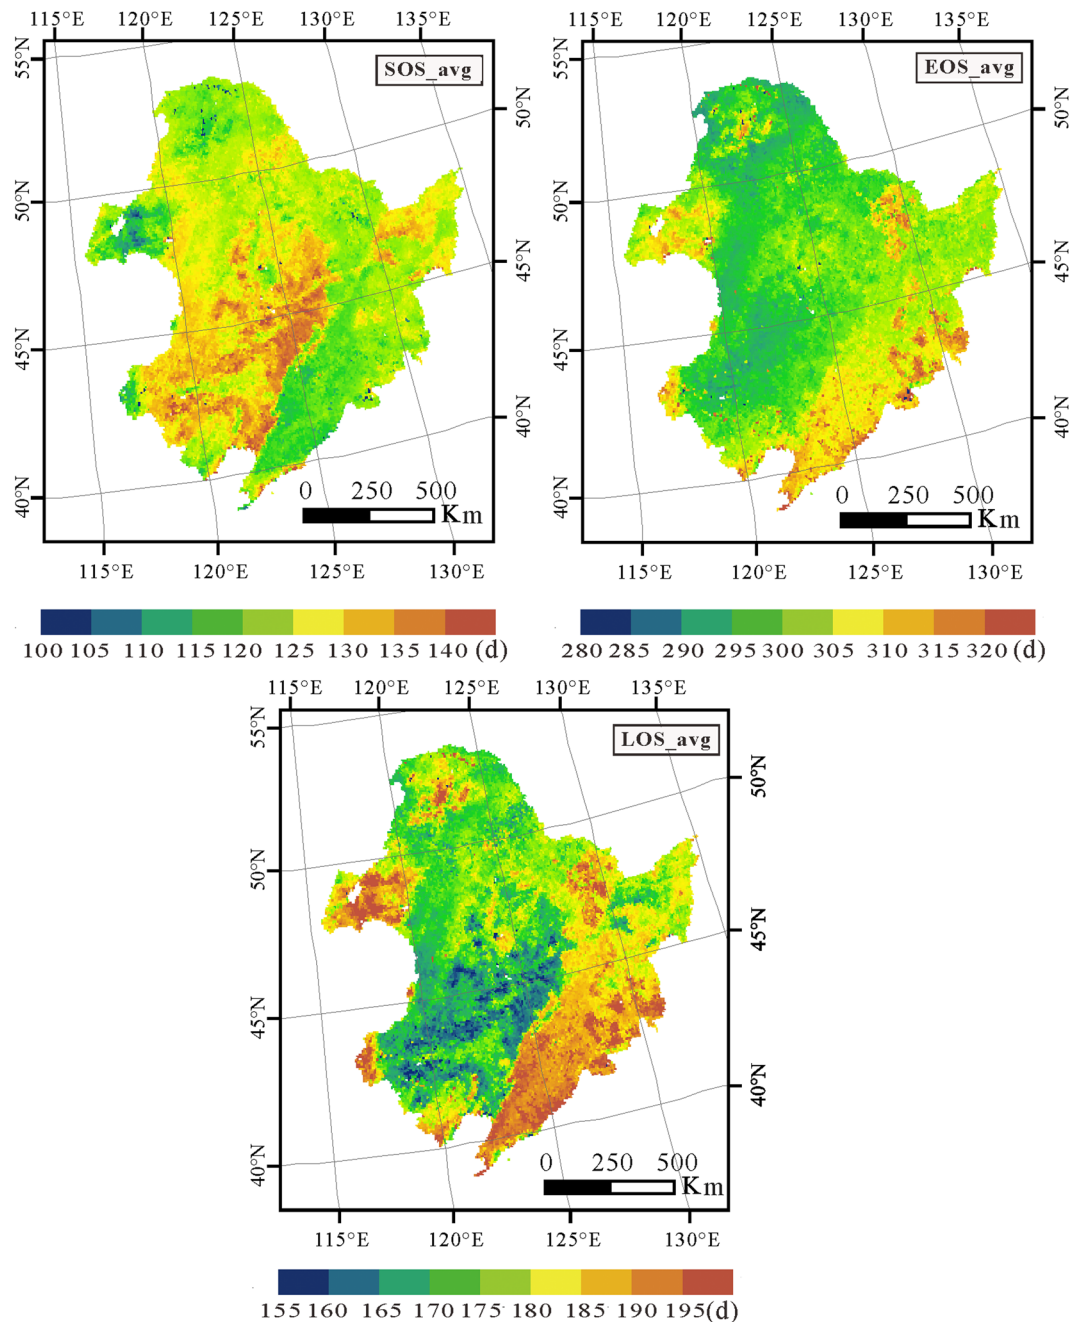 115°E 120°E 125°E 130°E 135°E
SOS_avg
55°N
50°N
45°N
40°N
50°N
45°N
40°N
0 250 500
Km
115°E 120°E 125°E 130°E
100 105 110 115 120 125 130 135 140 (d)
115°E 120°E 125°E 130°E 135°E
EOS_avg
55°N
50°N
45°N
40°N
50°N
45°N
40°N
0 250 500
Km
115°E 120°E 125°E 130°E
280 285 290 295 300 305 310 315 320 (d)
115°E 120°E 125°E 130°E 135°E
LOS_avg
55°N
50°N
45°N
40°N
50°N
45°N
40°N
0 250 500
Km
115°E 120°E 125°E 130°E
155 160 165 170 175 180 185 190 195(d)